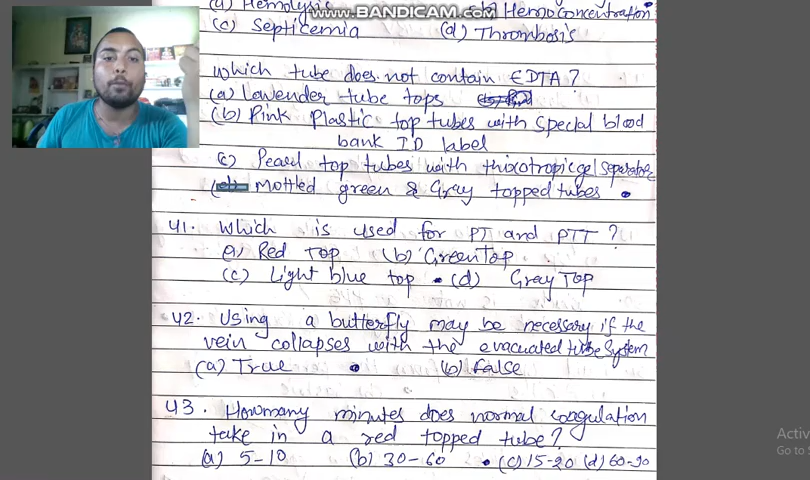 (a) Hemolysis (b) HemoConcentration
WWW.BANDICAM.COM
(c) Septicemia (d) Thrombosis
Which tube does not contain EDTA?
(a) Lavender tube tops
(b) Pink Plastic top tubes with Special blood
bank ID label
(c) Pearl top tubes with thixotropic gel Separator
(d) Mottled green & Gray topped tubes
41. Which is used for PT and PTT?
(a) Red Top (b) Green Top
(c) Light blue top (d) Gray Top
42. Using a butterfly may be necessary if the
vein collapses with the evacuated tube System
(a) True (b) False
43. How many minutes does normal coagulation
take in a red topped tube?
(a) 5-10 (b) 30-60 (c) 15-20 (d) 60-90
Activ
Go to S